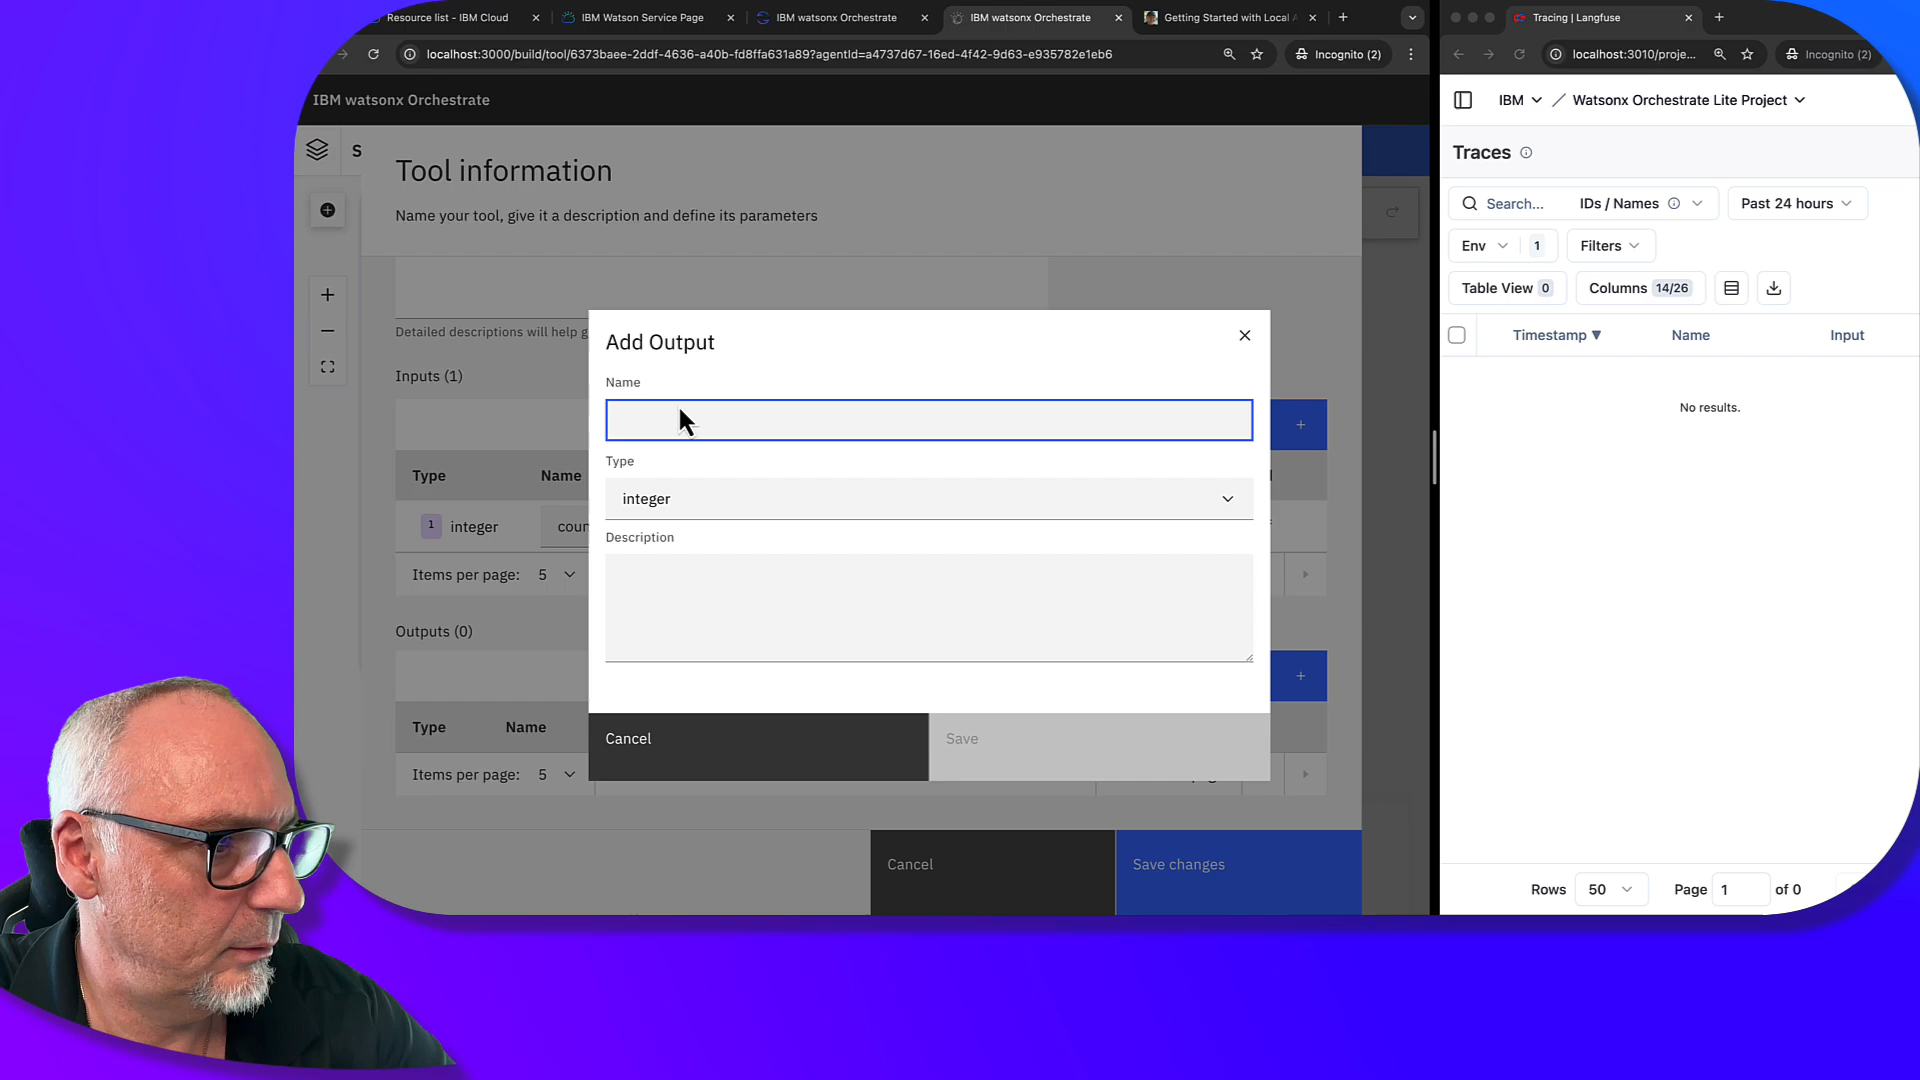 Resource list - IBM Cloud
IBM Watson Service Page
IBM watsonx Orchestrate
IBM watsonx Orchestrate
Getting Started with Local
Tracing | Langfuse
localhost:3000/build/tool/6373baee-2ddf-4636-a40b-fd8ffa631a89?agentId=a4737d67-16ed-4f42-9d63-e935782e1eb6
Incognito (2)
localhost:3010/proje...
Incognito (2)
IBM watsonx Orchestrate
IBM
Watsonx Orchestrate Lite Project
S
Tool information
Name your tool, give it a description and define its parameters
Traces
Search...
IDs / Names
Past 24 hours
Env
1
Filters
Table View 0
Columns 14/26
Timestamp ▼
Name
Input
No results.
Detailed descriptions will help g
Inputs (1)
Type
Name
1
integer
coun
Items per page: 5
Outputs (0)
Type
Name
Items per page: 5
Add Output
Name
Type
integer
Description
Cancel
Save
Cancel
Save changes
Rows
50
Page
1
of 0